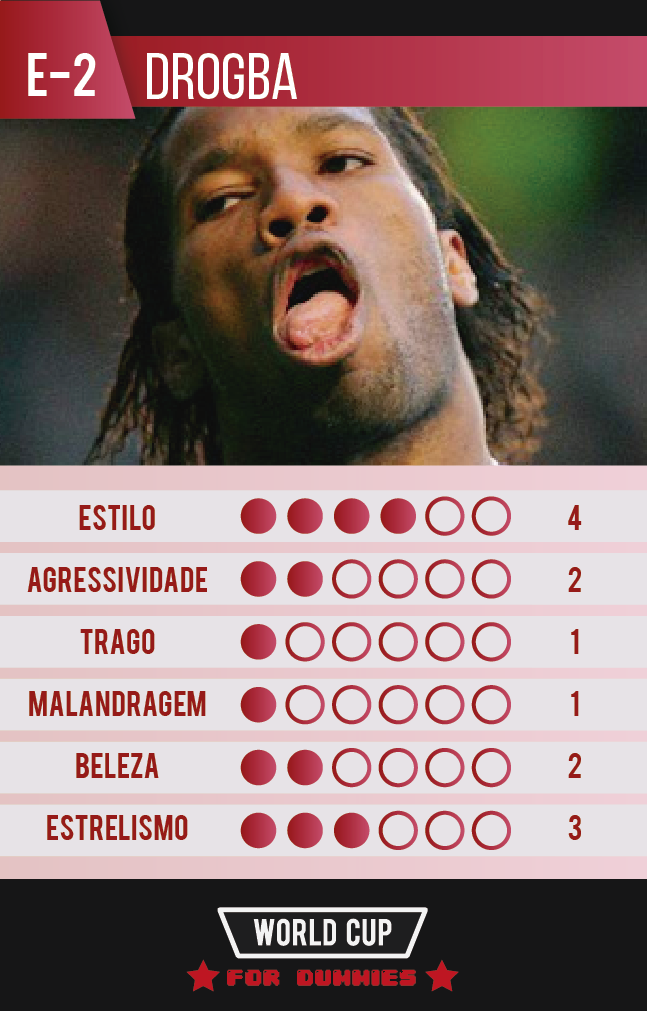 E-2 DROGBA
ESTILO 4
AGRESSIVIDADE 2
TRAGO 1
MALANDRAGEM 1
BELEZA 2
ESTRELISMO 3
WORLD CUP
FOR DUMMIES